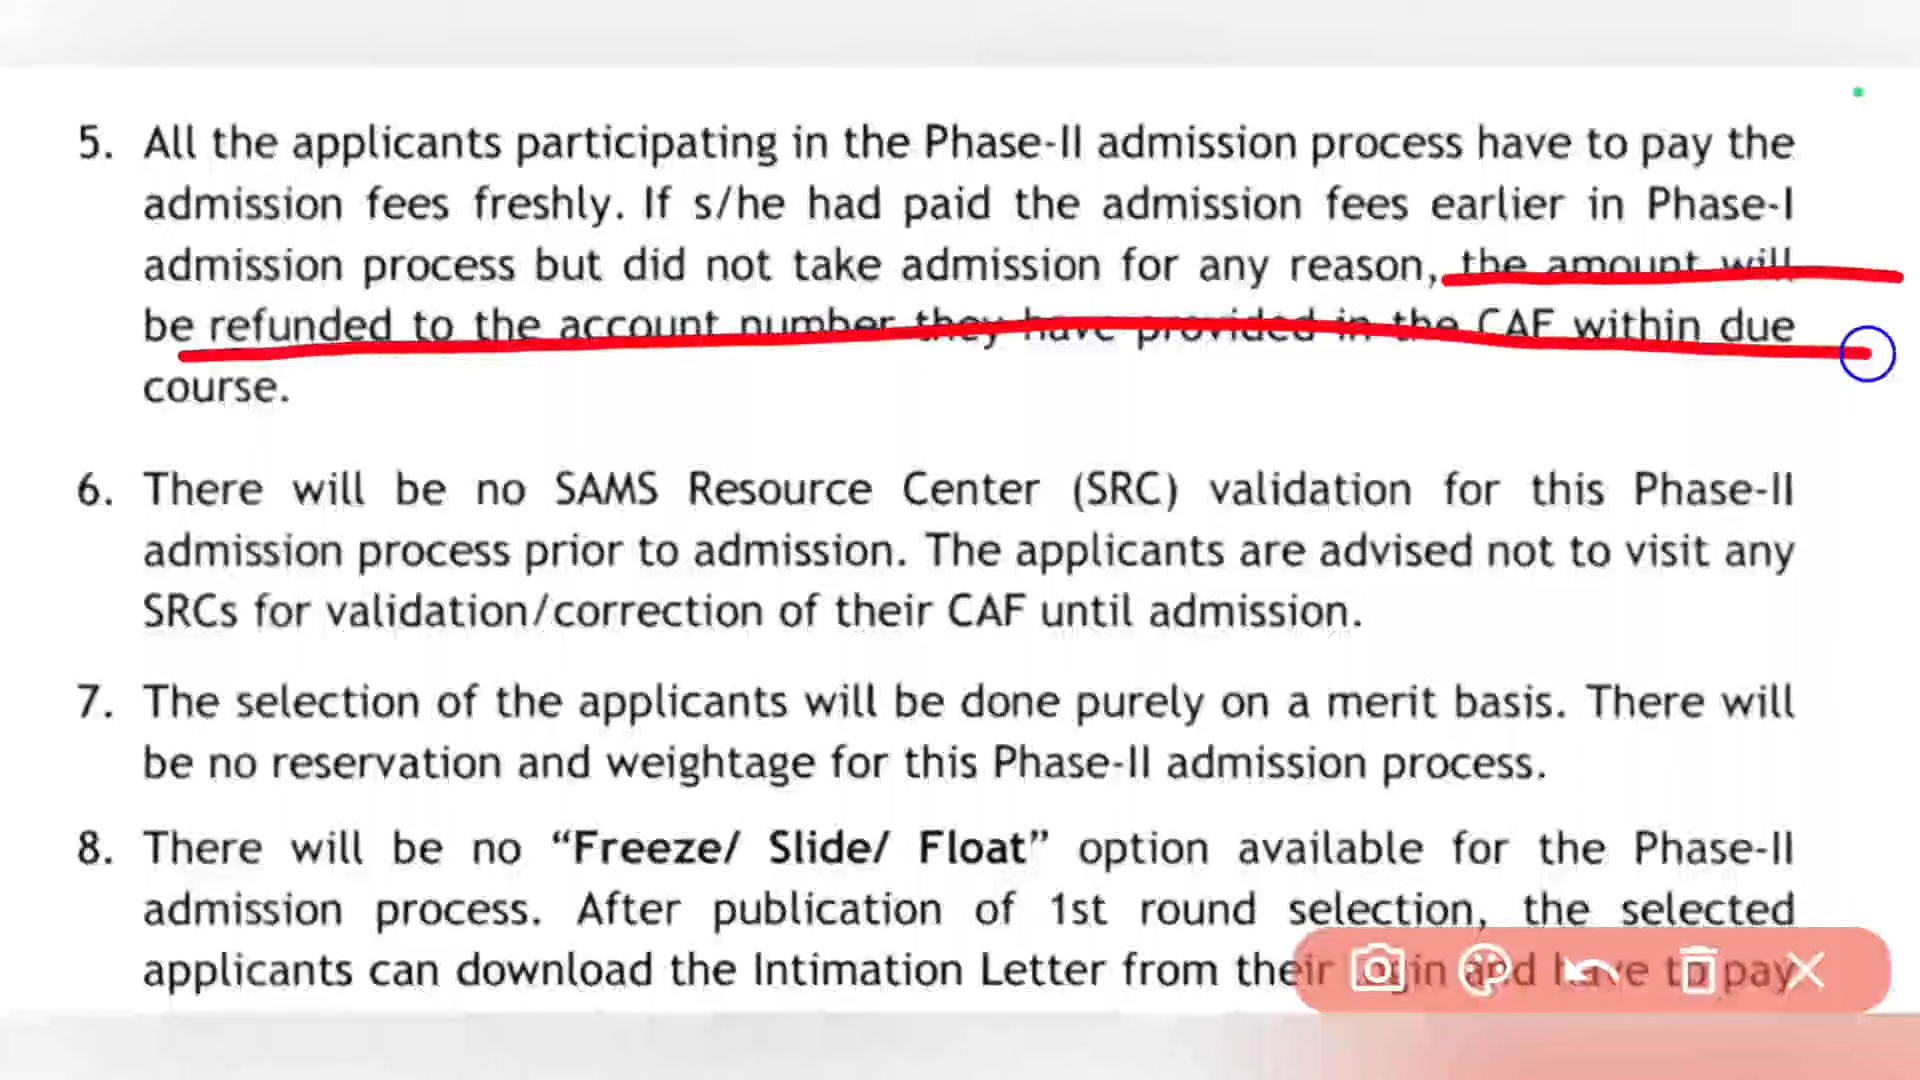 5. All the applicants participating in the Phase-II admission process have to pay the
admission fees freshly. If s/he had paid the admission fees earlier in Phase-I
admission process but did not take admission for any reason, the amount will
be refunded to the account number they have provided in the CAF within due
course.
6. There will be no SAMS Resource Center (SRC) validation for this Phase-II
admission process prior to admission. The applicants are advised not to visit any
SRCs for validation/correction of their CAF until admission.
7. The selection of the applicants will be done purely on a merit basis. There will
be no reservation and weightage for this Phase-II admission process.
8. There will be no “Freeze/ Slide/ Float” option available for the Phase-II
admission process. After publication of 1st round selection, the selected
applicants can download the Intimation Letter from their login and have to pay